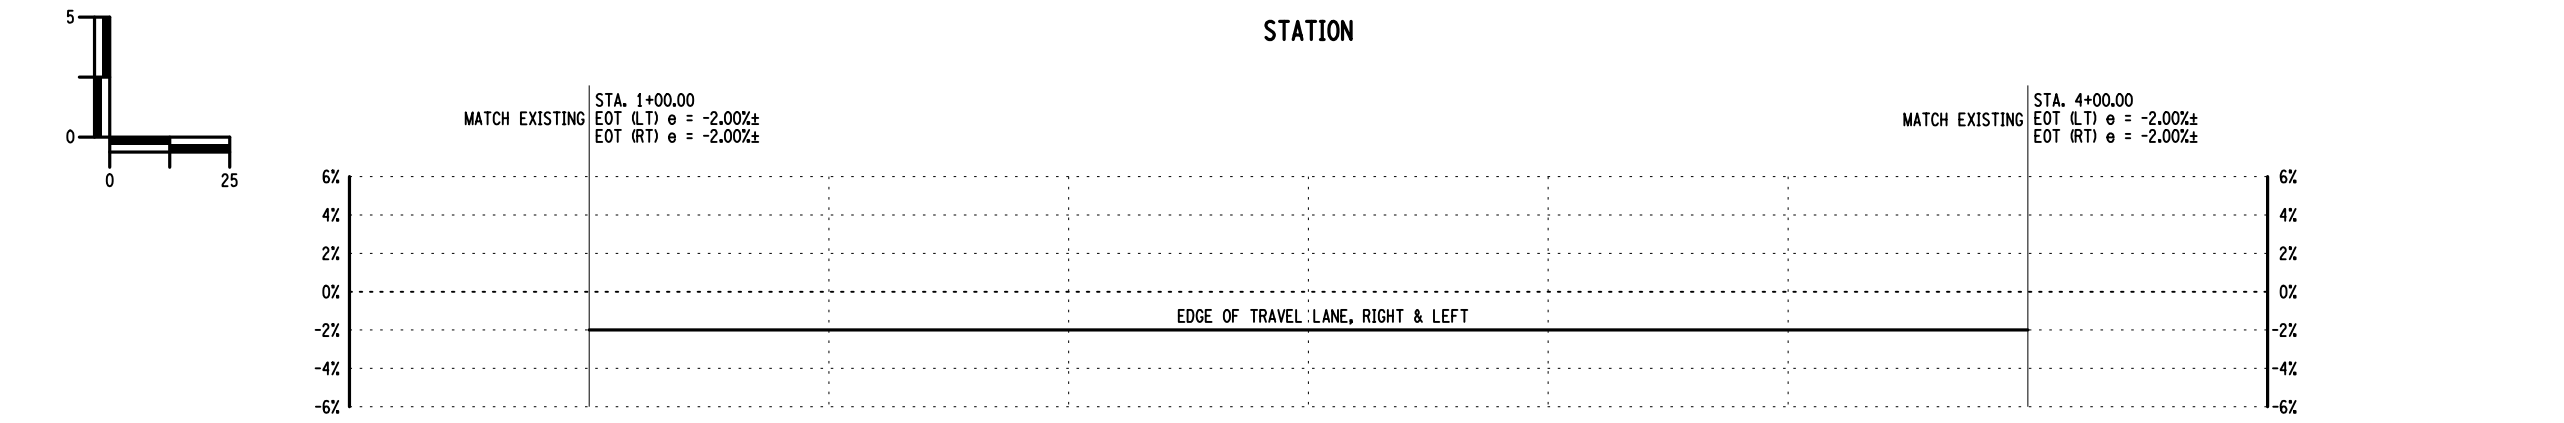 5
STATION
0
0 25
MATCH EXISTING
STA. 1+00.00
EOT (LT) e = -2.00%±
EOT (RT) e = -2.00%±
MATCH EXISTING
STA. 4+00.00
EOT (LT) e = -2.00%±
EOT (RT) e = -2.00%±
6% 6%
4% 4%
2% 2%
0% 0%
EDGE OF TRAVEL LANE, RIGHT & LEFT
-2% -2%
-4% -4%
-6% -6%